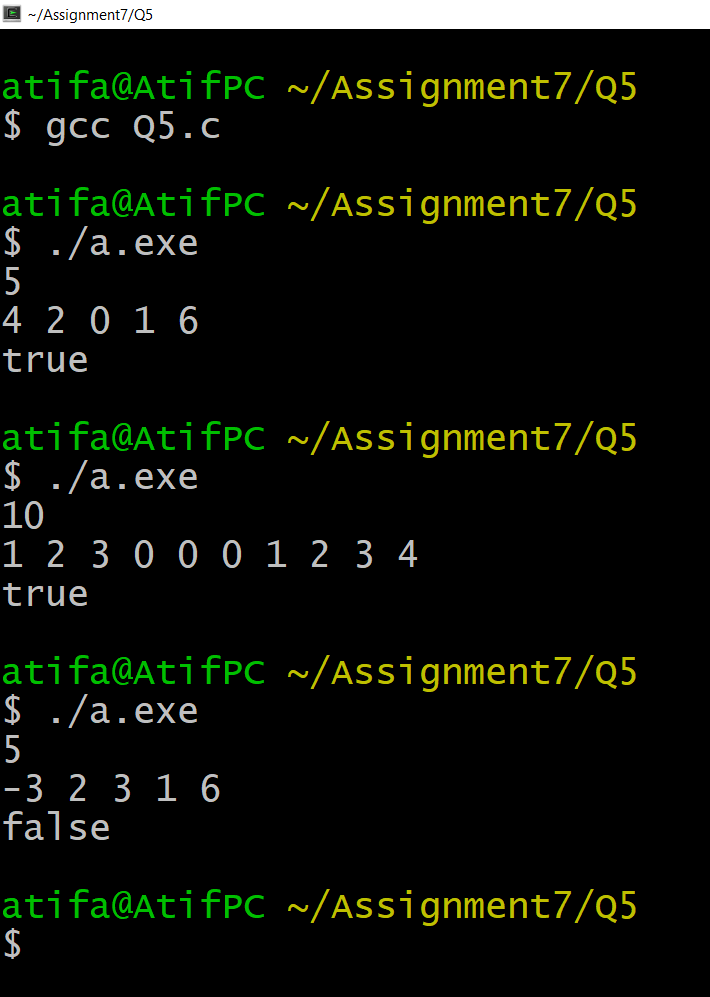 ~/Assignment7/Q5
atifa@AtifPC ~/Assignment7/Q5
$ gcc Q5.c
atifa@AtifPC ~/Assignment7/Q5
$ ./a.exe
5
4 2 0 1 6
true
atifa@AtifPC ~/Assignment7/Q5
$ ./a.exe
10
1 2 3 0 0 0 1 2 3 4
true
atifa@AtifPC ~/Assignment7/Q5
$ ./a.exe
5
-3 2 3 1 6
false
atifa@AtifPC ~/Assignment7/Q5
$